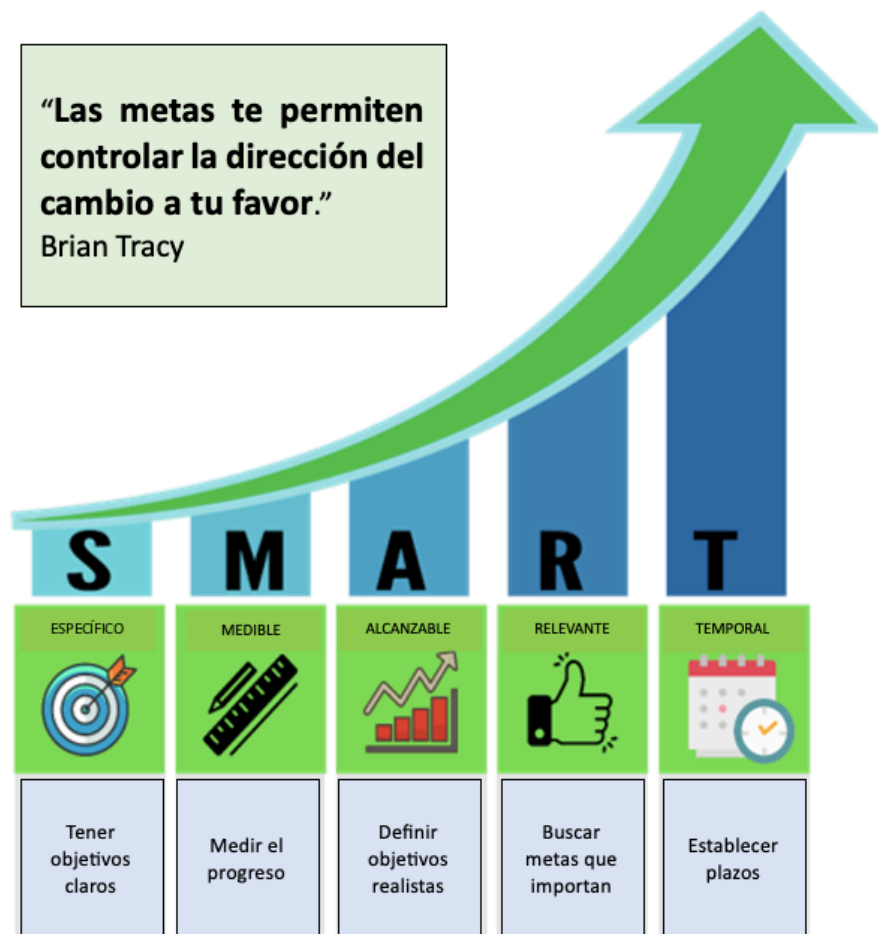 “Las metas te permiten
controlar la dirección del
cambio a tu favor.”
Brian Tracy
S M A R T
ESPECÍFICO
MEDIBLE
ALCANZABLE
RELEVANTE
TEMPORAL
Tener
objetivos
claros
Medir el
progreso
Definir
objetivos
realistas
Buscar
metas que
importan
Establecer
plazos